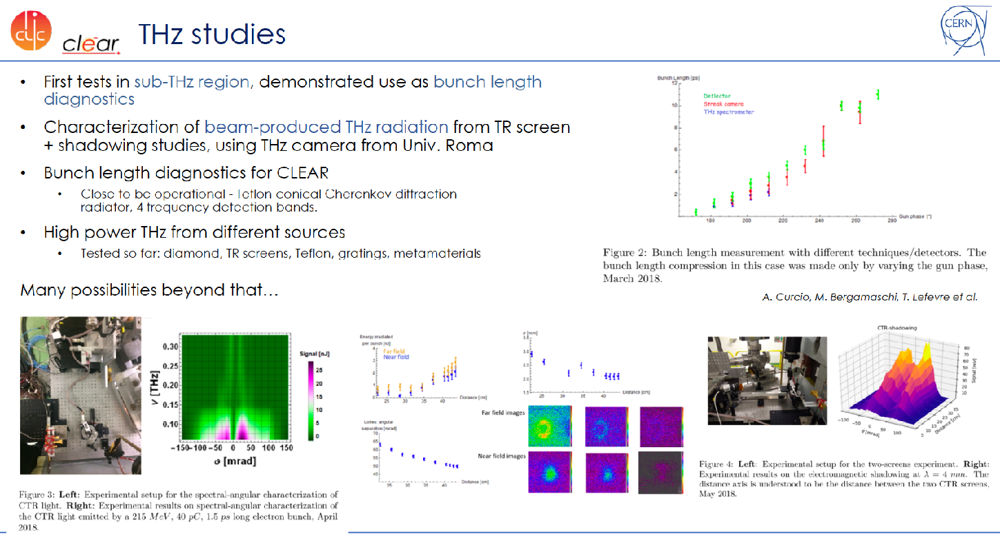 CLIC
clear
THz studies
CERN
• First tests in sub-THz region, demonstrated use as bunch length
diagnostics
• Characterization of beam-produced THz radiation from TR screen
+ shadowing studies, using THz camera from Univ. Roma
• Bunch length diagnostics for CLEAR
• Close to be operational - Teflon conical Cherenkov diffraction
radiator, 4 frequency detection bands.
• High power THz from different sources
• Tested so far: diamond, TR screens, Teflon, gratings, metamaterials
Many possibilities beyond that…
Bunch Length [ps]
12
10
8
6
4
2
Deflector
Streak camera
THz spectrometer
180 200 220 240 260 280 Gun phase [°]
Figure 2: Bunch length measurement with different techniques/detectors. The
bunch length compression in this case was made only by varying the gun phase,
March 2018.
A. Curcio, M. Bergamaschi, T. Lefevre et al.
ν [THz]
0.30
0.25
0.20
0.15
0.10
−150 −100 −50 0 50 100 150
ɷ [mrad]
Signal [nJ]
25
20
15
10
5
0
Figure 3: Left: Experimental setup for the spectral-angular characterization of
CTR light. Right: Experimental results on spectral-angular characterization of
the CTR light emitted by a 215 MeV, 40 pC, 1.5 ps long electron bunch, April
2018.
Energy irradiated
per bunch [nJ]
4
3
2
1
0
Far field
Near field
25 30 35 40 Distance [cm]
Lobes: angular
separation [mrad]
70
65
60
55
50
45
25 30 35 40 Distance [cm]
σ [mm]
3.5
3.0
2.5
2.0
1.5
25 30 35 40 Distance [cm]
Far field images
Near field images
CTR-shadowing
80
70
60
50
40
30
20
10
Signal [mV]
−100 −50 0 50 100
[mrad]
5 10 15 20 25 30 35
Distance [cm]
Figure 4: Left: Experimental setup for the two-screens experiment. Right:
Experimental results on the electromagnetic shadowing at λ = 4 mm. The
distance axis is understood to be the distance between the two CTR screens,
May 2018.